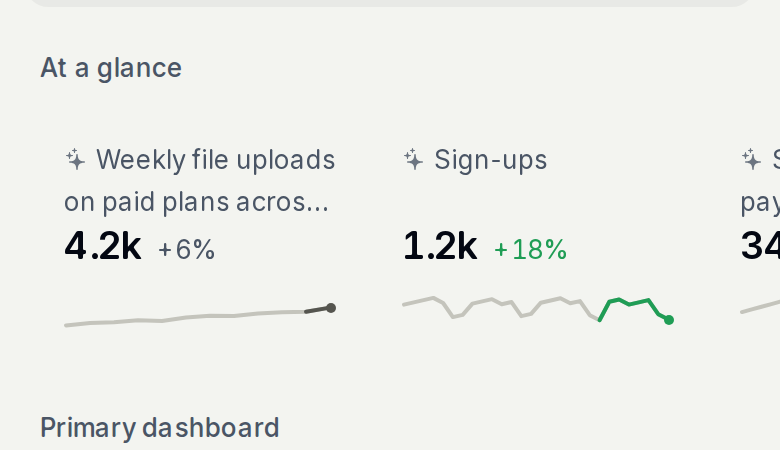 At a glance
Weekly file uploads
on paid plans acros...
4.2k +6%
Sign-ups
1.2k +18%
Primary dashboard